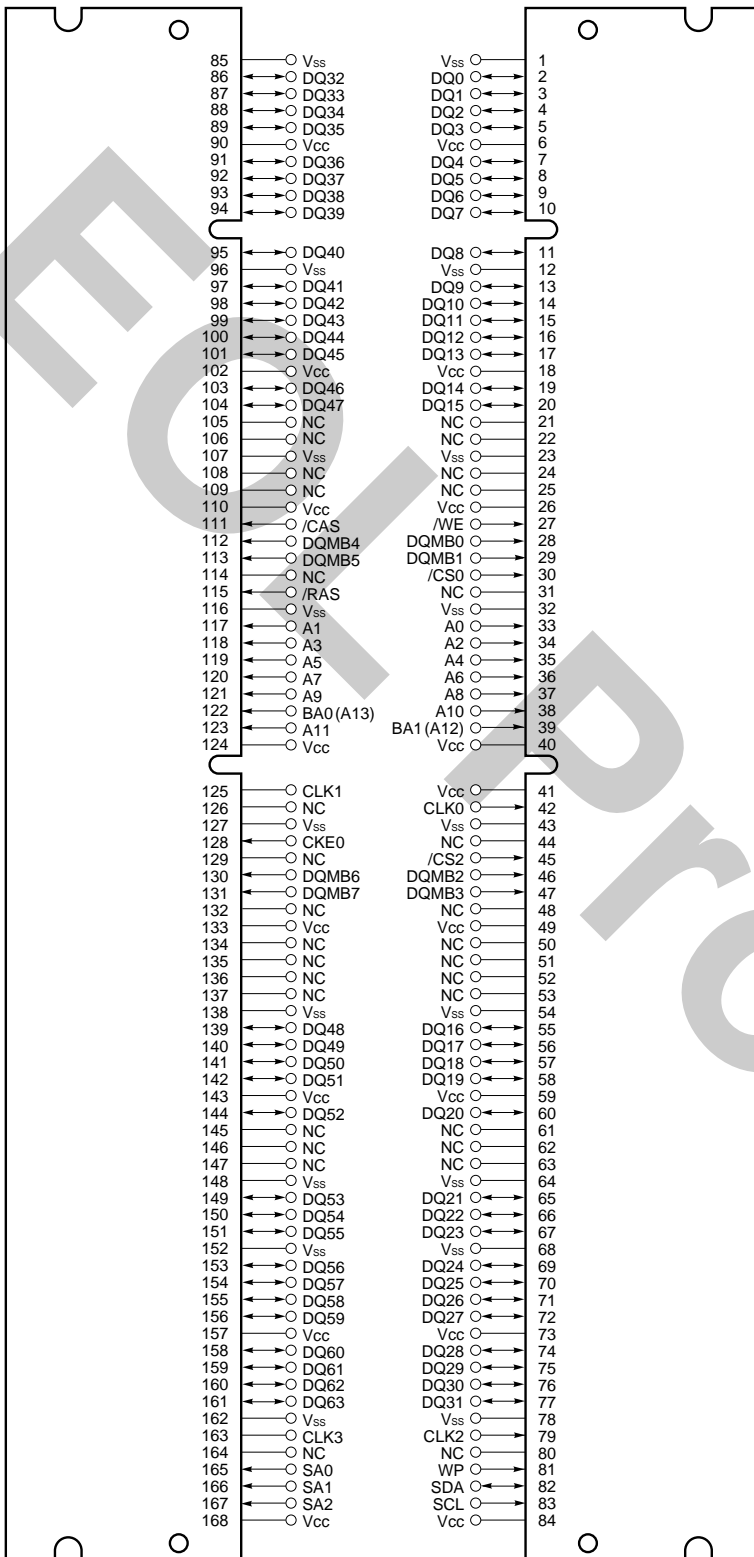 85 Vss Vss 1
86 DQ32 DQ0 2
87 DQ33 DQ1 3
88 DQ34 DQ2 4
89 DQ35 DQ3 5
90 Vcc Vcc 6
91 DQ36 DQ4 7
92 DQ37 DQ5 8
93 DQ38 DQ6 9
94 DQ39 DQ7 10
95 DQ40 DQ8 11
96 Vss Vss 12
97 DQ41 DQ9 13
98 DQ42 DQ10 14
99 DQ43 DQ11 15
100 DQ44 DQ12 16
101 DQ45 DQ13 17
102 Vcc Vcc 18
103 DQ46 DQ14 19
104 DQ47 DQ15 20
105 NC NC 21
106 NC NC 22
107 Vss Vss 23
108 NC NC 24
109 NC NC 25
110 Vcc Vcc 26
111 /CAS /WE 27
112 DQMB4 DQMB0 28
113 DQMB5 DQMB1 29
114 NC /CS0 30
115 /RAS NC 31
116 Vss Vss 32
117 A1 A0 33
118 A3 A2 34
119 A5 A4 35
120 A7 A6 36
121 A9 A8 37
122 BA0 (A13) A10 38
123 A11 BA1 (A12) 39
124 Vcc Vcc 40
125 CLK1 Vcc 41
126 NC CLK0 42
127 Vss Vss 43
128 CKE0 NC 44
129 NC /CS2 45
130 DQMB6 DQMB2 46
131 DQMB7 DQMB3 47
132 NC NC 48
133 Vcc Vcc 49
134 NC NC 50
135 NC NC 51
136 NC NC 52
137 NC NC 53
138 Vss Vss 54
139 DQ48 DQ16 55
140 DQ49 DQ17 56
141 DQ50 DQ18 57
142 DQ51 DQ19 58
143 Vcc Vcc 59
144 DQ52 DQ20 60
145 NC NC 61
146 NC NC 62
147 NC NC 63
148 Vss Vss 64
149 DQ53 DQ21 65
150 DQ54 DQ22 66
151 DQ55 DQ23 67
152 Vss Vss 68
153 DQ56 DQ24 69
154 DQ57 DQ25 70
155 DQ58 DQ26 71
156 DQ59 DQ27 72
157 Vcc Vcc 73
158 DQ60 DQ28 74
159 DQ61 DQ29 75
160 DQ62 DQ30 76
161 DQ63 DQ31 77
162 Vss Vss 78
163 CLK3 CLK2 79
164 NC NC 80
165 SA0 WP 81
166 SA1 SDA 82
167 SA2 SCL 83
168 Vcc Vcc 84
EOL Pro